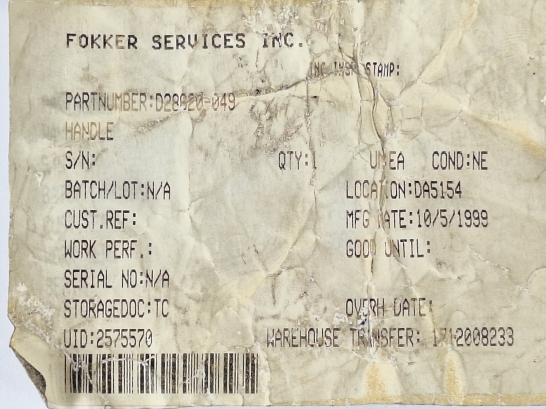 FOKKER SERVICES INC.
INC INSP STAMP:
PARTNUMBER:D28920-049
HANDLE
S/N: QTY:1 UM EA COND:NE
BATCH/LOT:N/A LOCATION:DA5154
CUST.REF: MFG DATE:10/5/1999
WORK PERF.: GOOD UNTIL:
SERIAL NO:N/A
STORAGEDOC:TC OVERH DATE:
UID:2575570 WAREHOUSE TRANSFER: